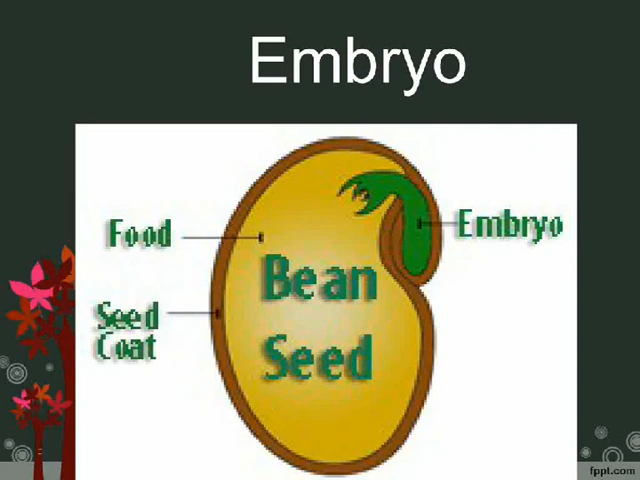 Embryo
Food
Embryo
Bean
Seed
Seed
Coat
fppt.com